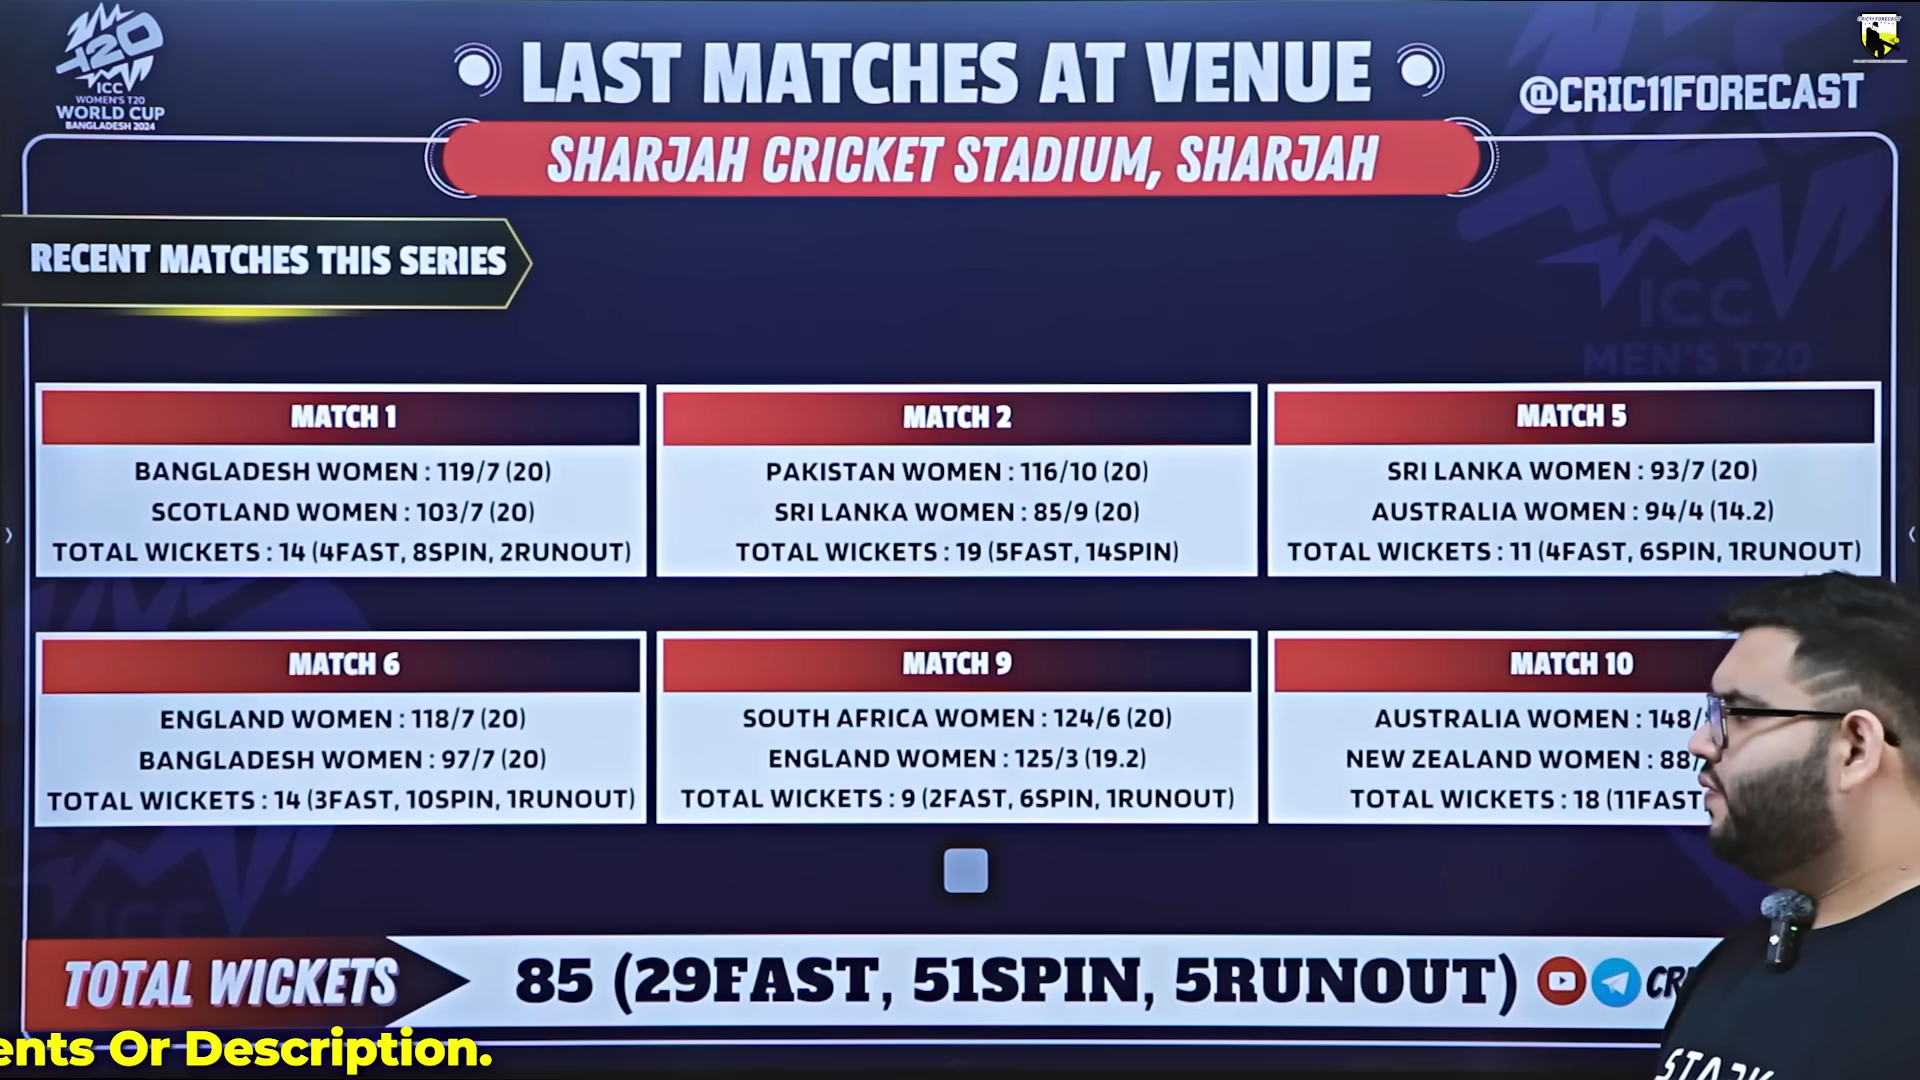 T20
ICC
WOMEN'S T20
WORLD CUP
BANGLADESH 2024
LAST MATCHES AT VENUE
@CRIC11FORECAST
CRIC11 FORECAST
SHARJAH CRICKET STADIUM, SHARJAH
RECENT MATCHES THIS SERIES
ICC
MEN'S T20
MATCH 1
BANGLADESH WOMEN : 119/7 (20)
SCOTLAND WOMEN : 103/7 (20)
TOTAL WICKETS : 14 (4FAST, 8SPIN, 2RUNOUT)
MATCH 2
PAKISTAN WOMEN : 116/10 (20)
SRI LANKA WOMEN : 85/9 (20)
TOTAL WICKETS : 19 (5FAST, 14SPIN)
MATCH 5
SRI LANKA WOMEN : 93/7 (20)
AUSTRALIA WOMEN : 94/4 (14.2)
TOTAL WICKETS : 11 (4FAST, 6SPIN, 1RUNOUT)
MATCH 6
ENGLAND WOMEN : 118/7 (20)
BANGLADESH WOMEN : 97/7 (20)
TOTAL WICKETS : 14 (3FAST, 10SPIN, 1RUNOUT)
MATCH 9
SOUTH AFRICA WOMEN : 124/6 (20)
ENGLAND WOMEN : 125/3 (19.2)
TOTAL WICKETS : 9 (2FAST, 6SPIN, 1RUNOUT)
MATCH 10
AUSTRALIA WOMEN : 148/
NEW ZEALAND WOMEN : 88/
TOTAL WICKETS : 18 (11FAST
ICC
TOTAL WICKETS
85 (29FAST, 51SPIN, 5RUNOUT)
CRI
ents Or Description.